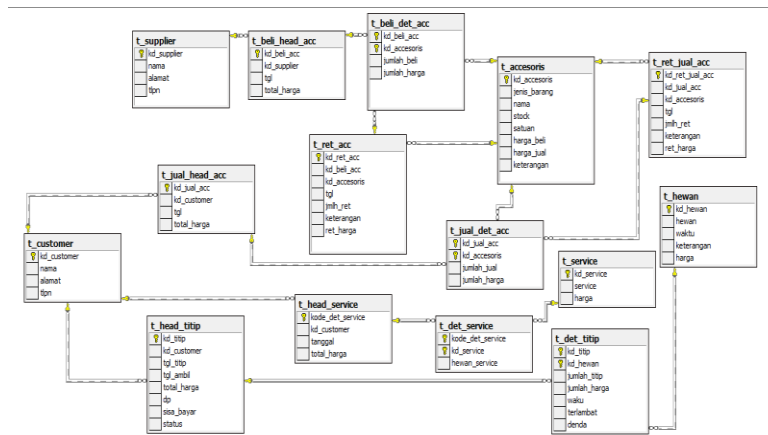 t_supplier
kd_supplier
nama
alamat
tlpn
t_beli_head_acc
kd_beli_acc
kd_supplier
tgl
total_harga
t_beli_det_acc
kd_beli_acc
kd_accesoris
jumlah_beli
jumlah_harga
t_accesoris
kd_accesoris
jenis_barang
nama
stock
satuan
harga_beli
harga_jual
keterangan
t_ret_jual_acc
kd_ret_jual_acc
kd_jual_acc
kd_accesoris
tgl
jmlh_ret
keterangan
ret_harga
t_ret_acc
kd_ret_acc
kd_beli_acc
kd_accesoris
tgl
jmlh_ret
keterangan
ret_harga
t_jual_head_acc
kd_jual_acc
kd_customer
tgl
total_harga
t_hewan
kd_hewan
hewan
waktu
keterangan
harga
t_customer
kd_customer
nama
alamat
tlpn
t_jual_det_acc
kd_jual_acc
kd_accesoris
jumlah_jual
jumlah_harga
t_service
kd_service
service
harga
t_head_service
kode_det_service
kd_customer
tanggal
total_harga
t_head_titip
kd_titip
kd_customer
tgl_titip
tgl_ambil
total_harga
dp
sisa_bayar
status
t_det_service
kode_det_service
kd_service
hewan_service
t_det_titip
kd_titip
kd_hewan
jumlah_titip
jumlah_harga
waku
terlambat
denda